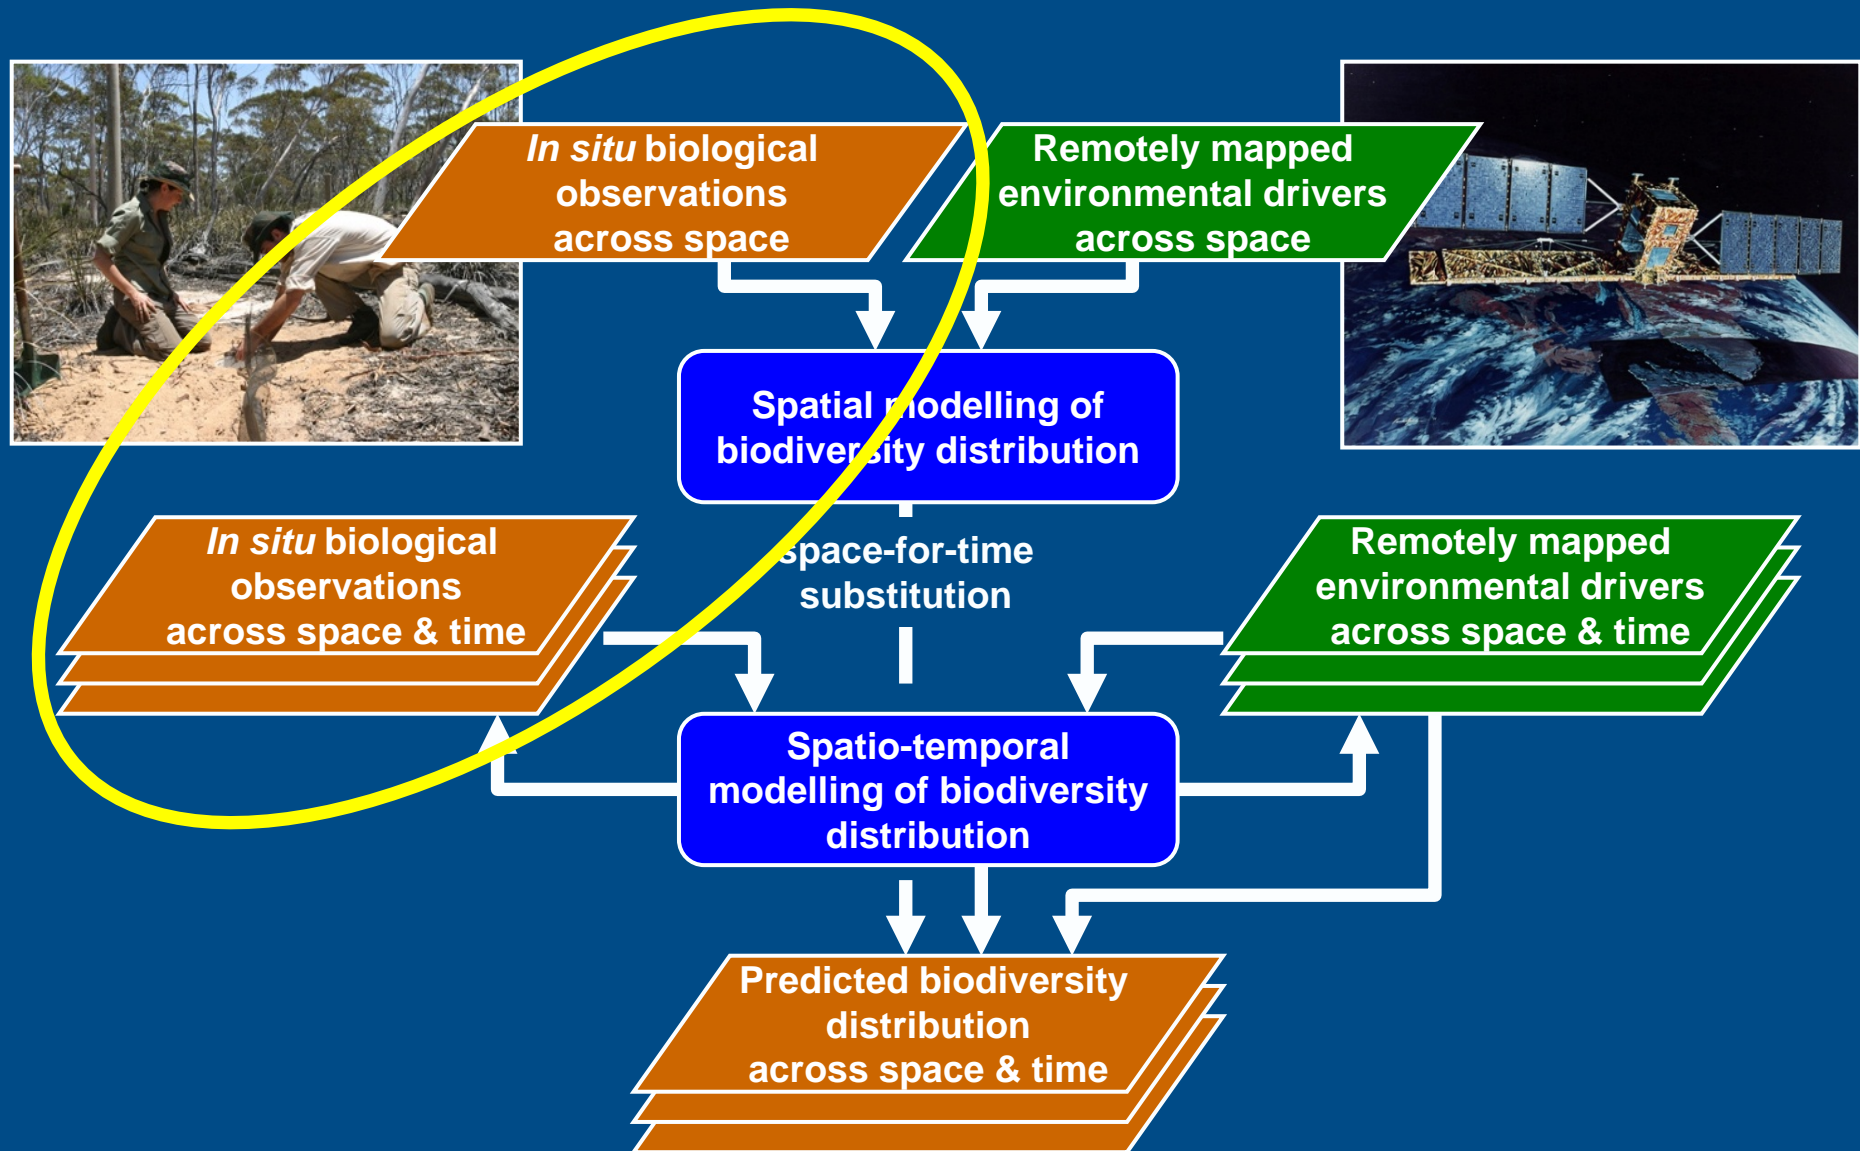 In situ biological
observations
across space
Remotely mapped
environmental drivers
across space
Spatial modelling of
biodiversity distribution
In situ biological
observations
across space & time
space-for-time
substitution
Remotely mapped
environmental drivers
across space & time
Spatio-temporal
modelling of biodiversity
distribution
Predicted biodiversity
distribution
across space & time